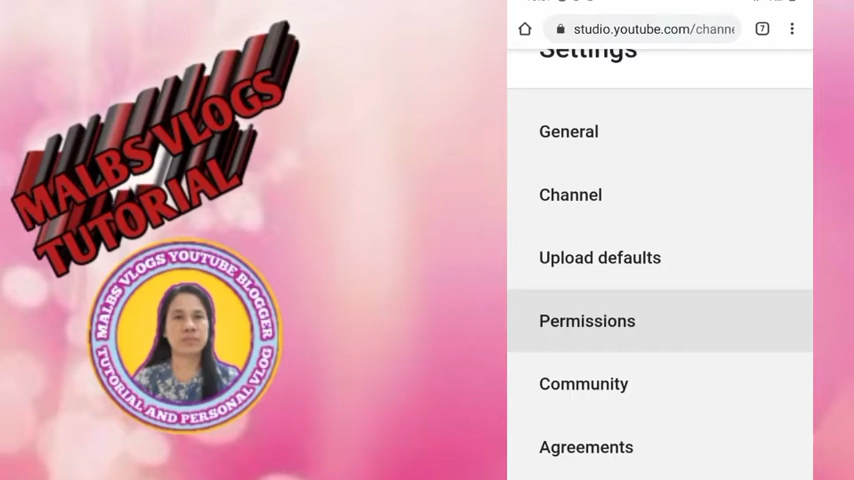 MALBS VLOGS
TUTORIAL
MALBS VLOGS YOUTUBE BLOGGER
TUTORIAL AND PERSONAL VLOG
studio.youtube.com/channe
7
Settings
General
Channel
Upload defaults
Permissions
Community
Agreements